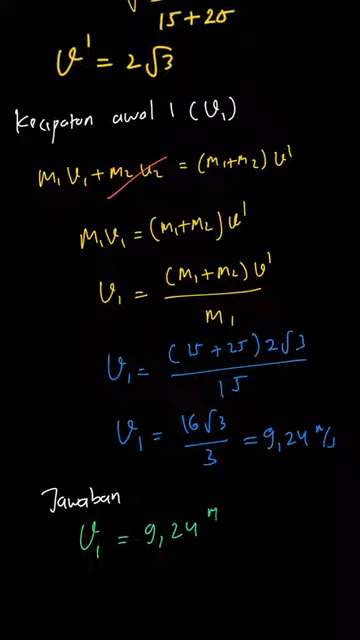 √
15 + 25
v' = 2√3
Kecepatan awal 1 (v₁)
m₁v₁ + m₂v₂ = (m₁+m₂) v'
m₁v₁ = (m₁+m₂) v'
v₁ = (m₁+m₂) v'
m₁
v₁ = (15 + 25) 2√3
15
v₁ = 16√3 / 3 = 9,24 m/s
Jawaban
v₁ = 9,24 m